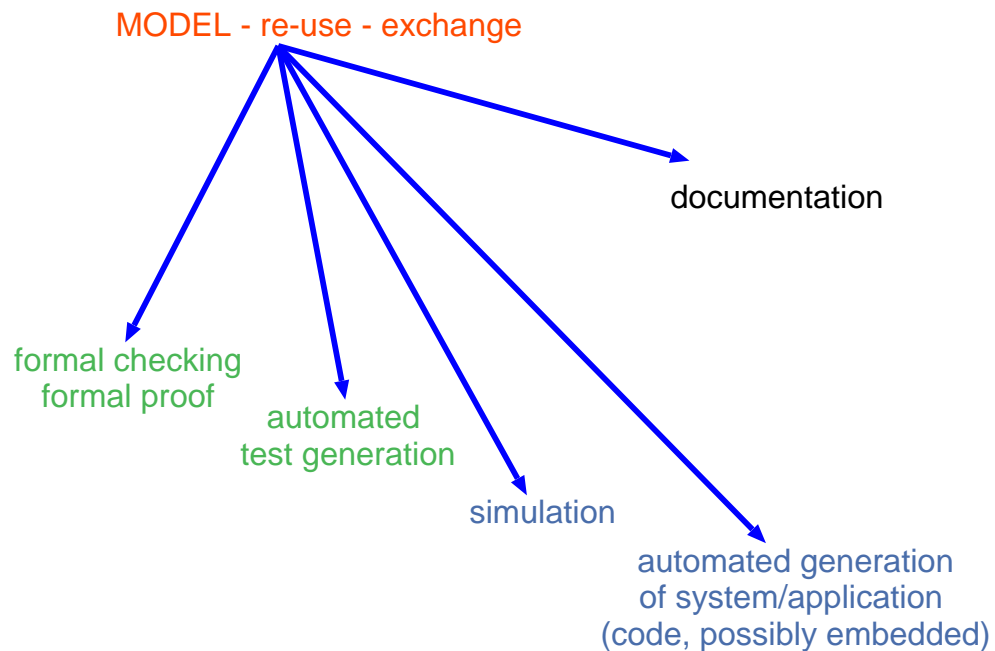 MODEL - re-use - exchange
documentation
formal checking
formal proof
automated
test generation
simulation
automated generation
of system/application
(code, possibly embedded)